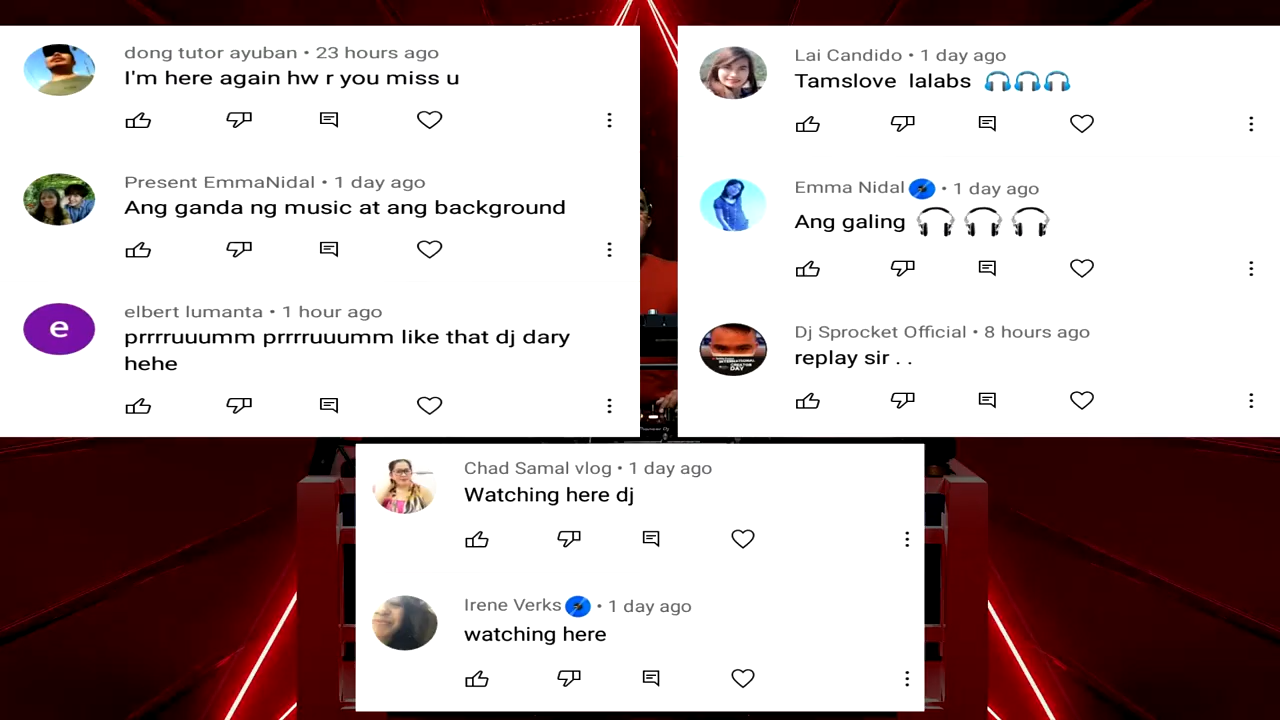 dong tutor ayuban • 23 hours ago
I'm here again hw r you miss u
Present EmmaNidal • 1 day ago
Ang ganda ng music at ang background
e
elbert lumanta • 1 hour ago
prrrruuumm prrrruuumm like that dj dary
hehe
Lai Candido • 1 day ago
Tamslove lalabs 🎧🎧🎧
Emma Nidal • 1 day ago
Ang galing 🎧🎧🎧
Dj Sprocket Official • 8 hours ago
replay sir . .
INTERNATIONAL
CREATOR
DAY
Chad Samal vlog • 1 day ago
Watching here dj
Irene Verks • 1 day ago
watching here